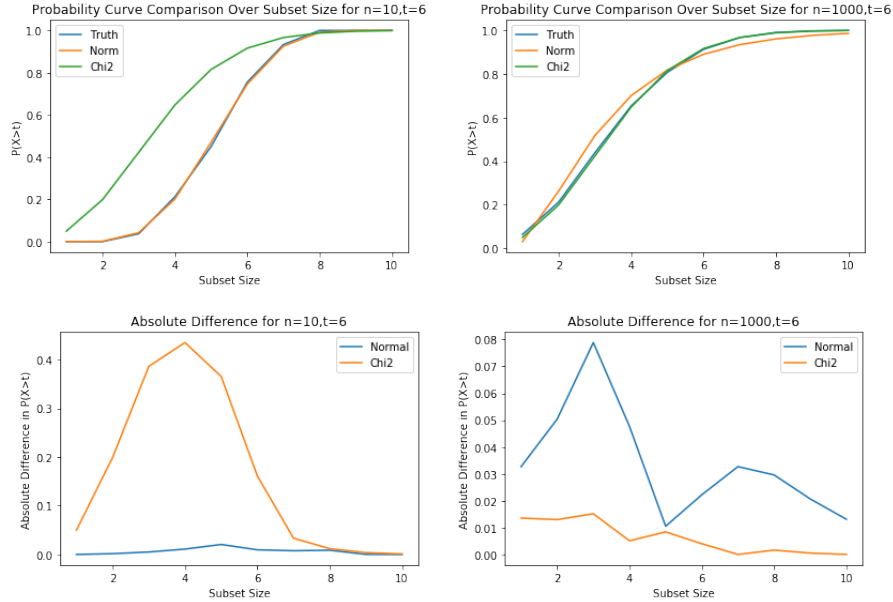 Probability Curve Comparison Over Subset Size for n=10,t=6
1.0
0.8
0.6
0.4
0.2
0.0
P(X>t)
Truth
Norm
Chi2
2
4
6
8
10
Subset Size
Probability Curve Comparison Over Subset Size for n=1000,t=6
1.0
0.8
0.6
0.4
0.2
0.0
P(X>t)
Truth
Norm
Chi2
2
4
6
8
10
Subset Size
Absolute Difference for n=10,t=6
0.4
0.3
0.2
0.1
0.0
Absolute Difference in P(X>t)
Normal
Chi2
2
4
6
8
10
Subset Size
Absolute Difference for n=1000,t=6
0.08
0.07
0.06
0.05
0.04
0.03
0.02
0.01
0.00
Absolute Difference in P(X>t)
Normal
Chi2
2
4
6
8
10
Subset Size